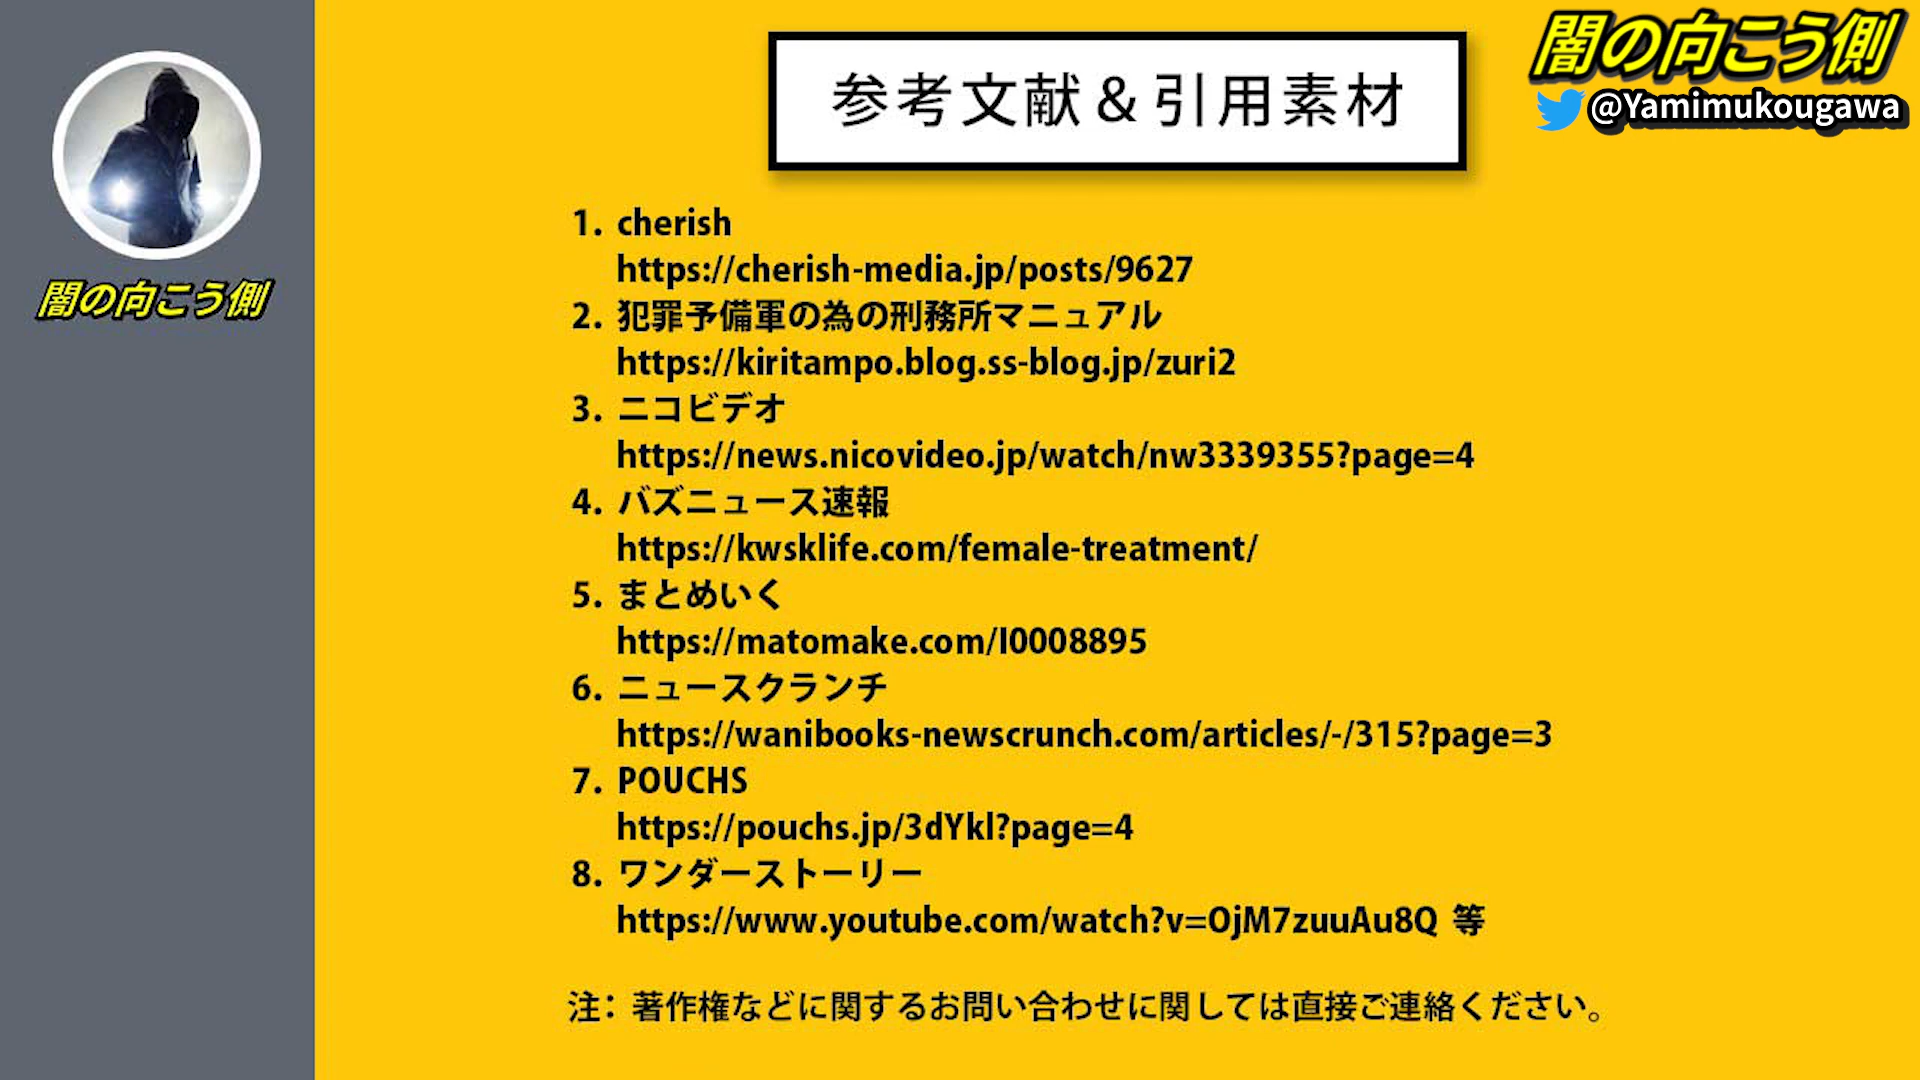 闇の向こう側
@Yamimukougawa
参考文献&引用素材
闇の向こう側
1. cherish
https://cherish-media.jp/posts/9627
2. 犯罪予備軍の為の刑務所マニュアル
https://kiritampo.blog.ss-blog.jp/zuri2
3. ニコビデオ
https://news.nicovideo.jp/watch/nw3339355?page=4
4. バズニュース速報
https://kwsklife.com/female-treatment/
5. まとめいく
https://matomake.com/I0008895
6. ニュースクランチ
https://wanibooks-newscrunch.com/articles/-/315?page=3
7. POUCHS
https://pouchs.jp/3dYkl?page=4
8. ワンダーストーリー
https://www.youtube.com/watch?v=OjM7zuuAu8Q 等
注：著作権などに関するお問い合わせに関しては直接ご連絡ください。